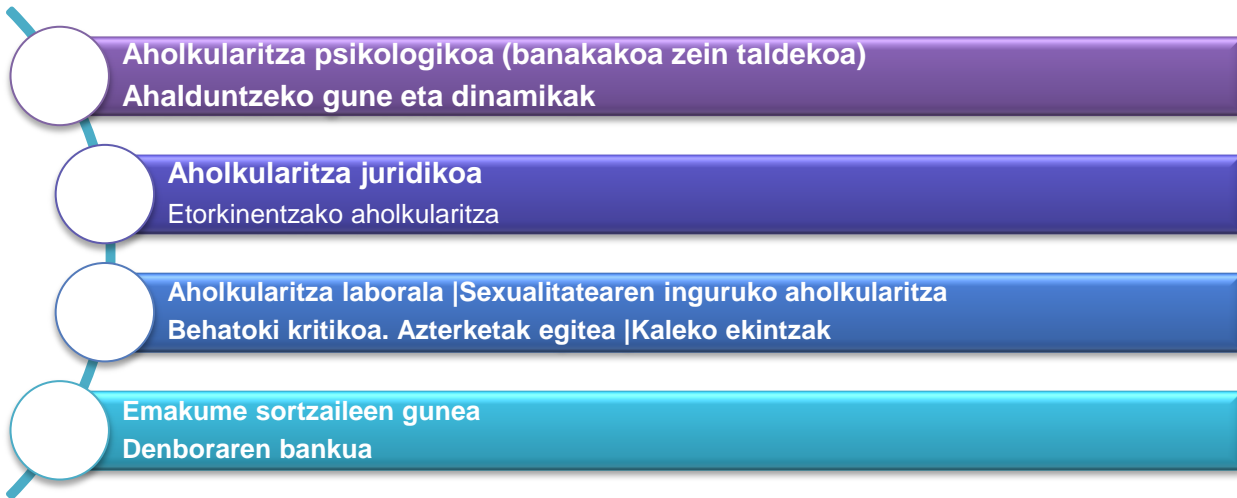 Aholkularitza psikologikoa (banakakoa zein taldekoa)
Ahalduntzeko gune eta dinamikak
Aholkularitza juridikoa
Etorkinentzako aholkularitza
Aholkularitza laborala |Sexualitatearen inguruko aholkularitza
Behatoki kritikoa. Azterketak egitea |Kaleko ekintzak
Emakume sortzaileen gunea
Denboraren bankua